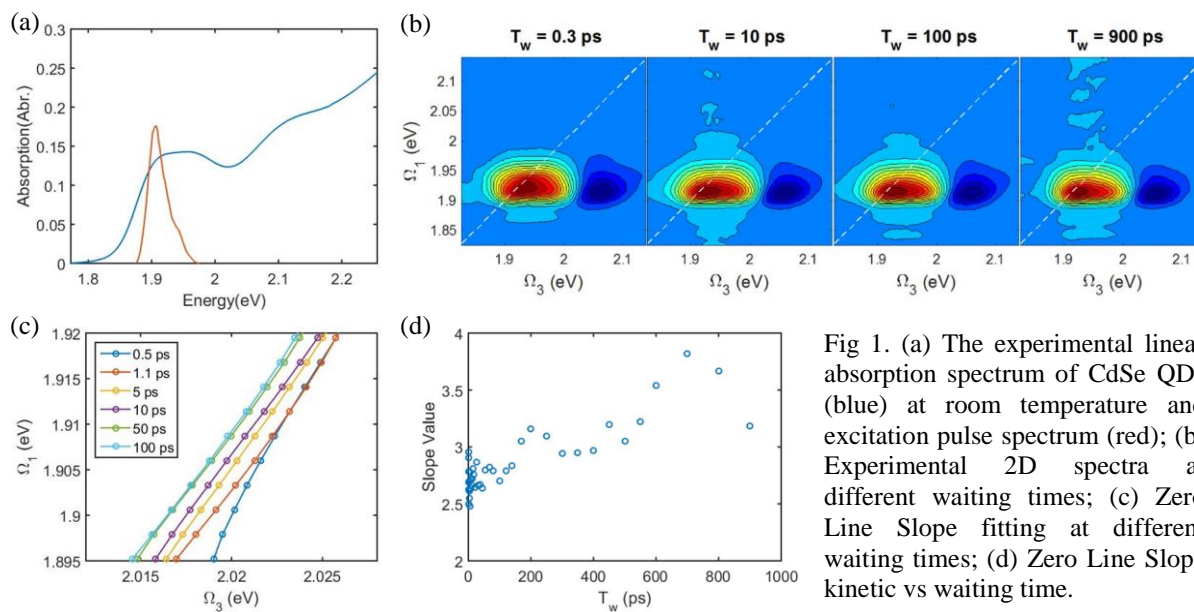 (a)
0.3
0.25
0.2
0.15
0.1
0.05
0
Absorption(Abr.)
1.8 1.9 2 2.1 2.2
Energy(eV)
(b)
T_w = 0.3 ps T_w = 10 ps T_w = 100 ps T_w = 900 ps
2.1
2.05
2
1.95
1.9
1.85
Ω_1 (eV)
1.9 2 2.1 1.9 2 2.1 1.9 2 2.1 1.9 2 2.1
Ω_3 (eV) Ω_3 (eV) Ω_3 (eV) Ω_3 (eV)
(c)
1.92
1.915
1.91
1.905
1.9
1.895
Ω_1 (eV)
0.5 ps
1.1 ps
5 ps
10 ps
50 ps
100 ps
2.015 2.02 2.025
Ω_3 (eV)
(d)
4
3.5
3
2.5
2
Slope Value
0 200 400 600 800 1000
T_w (ps)
Fig 1. (a) The experimental linea
absorption spectrum of CdSe QD
(blue) at room temperature and
excitation pulse spectrum (red); (b
Experimental 2D spectra a
different waiting times; (c) Zero
Line Slope fitting at differen
waiting times; (d) Zero Line Slop
kinetic vs waiting time.